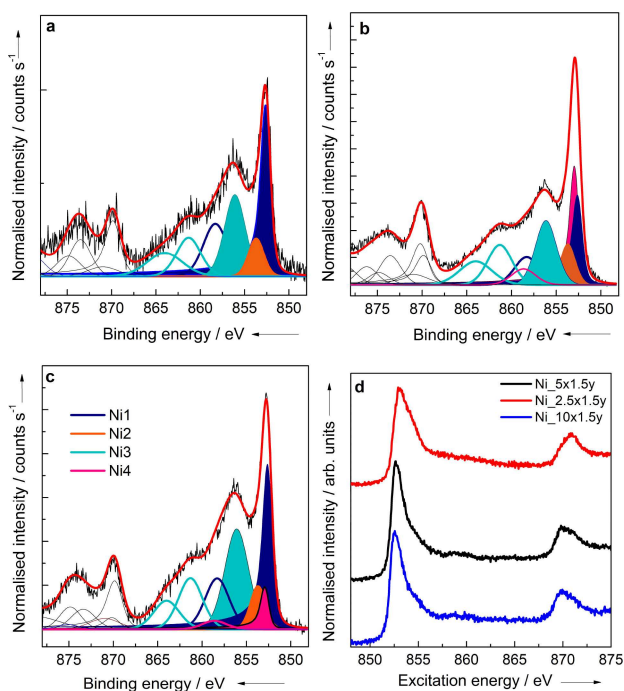 a
Normalised intensity / counts s⁻¹ →
875 870 865 860 855 850
Binding energy / eV ←
b
Normalised intensity / counts s⁻¹ →
875 870 865 860 855 850
Binding energy / eV ←
c
Ni1
Ni2
Ni3
Ni4
Normalised intensity / counts s⁻¹ →
875 870 865 860 855 850
Binding energy / eV ←
d
Ni_5x1.5y
Ni_2.5x1.5y
Ni_10x1.5y
Normalised intensity / arb. units →
850 855 860 865 870 875
Excitation energy / eV →